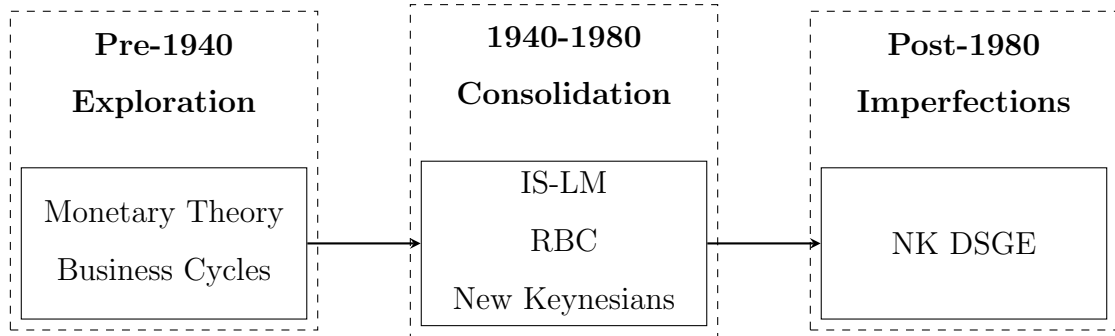 Pre-1940
Exploration
Monetary Theory
Business Cycles
1940-1980
Consolidation
IS-LM
RBC
New Keynesians
Post-1980
Imperfections
NK DSGE